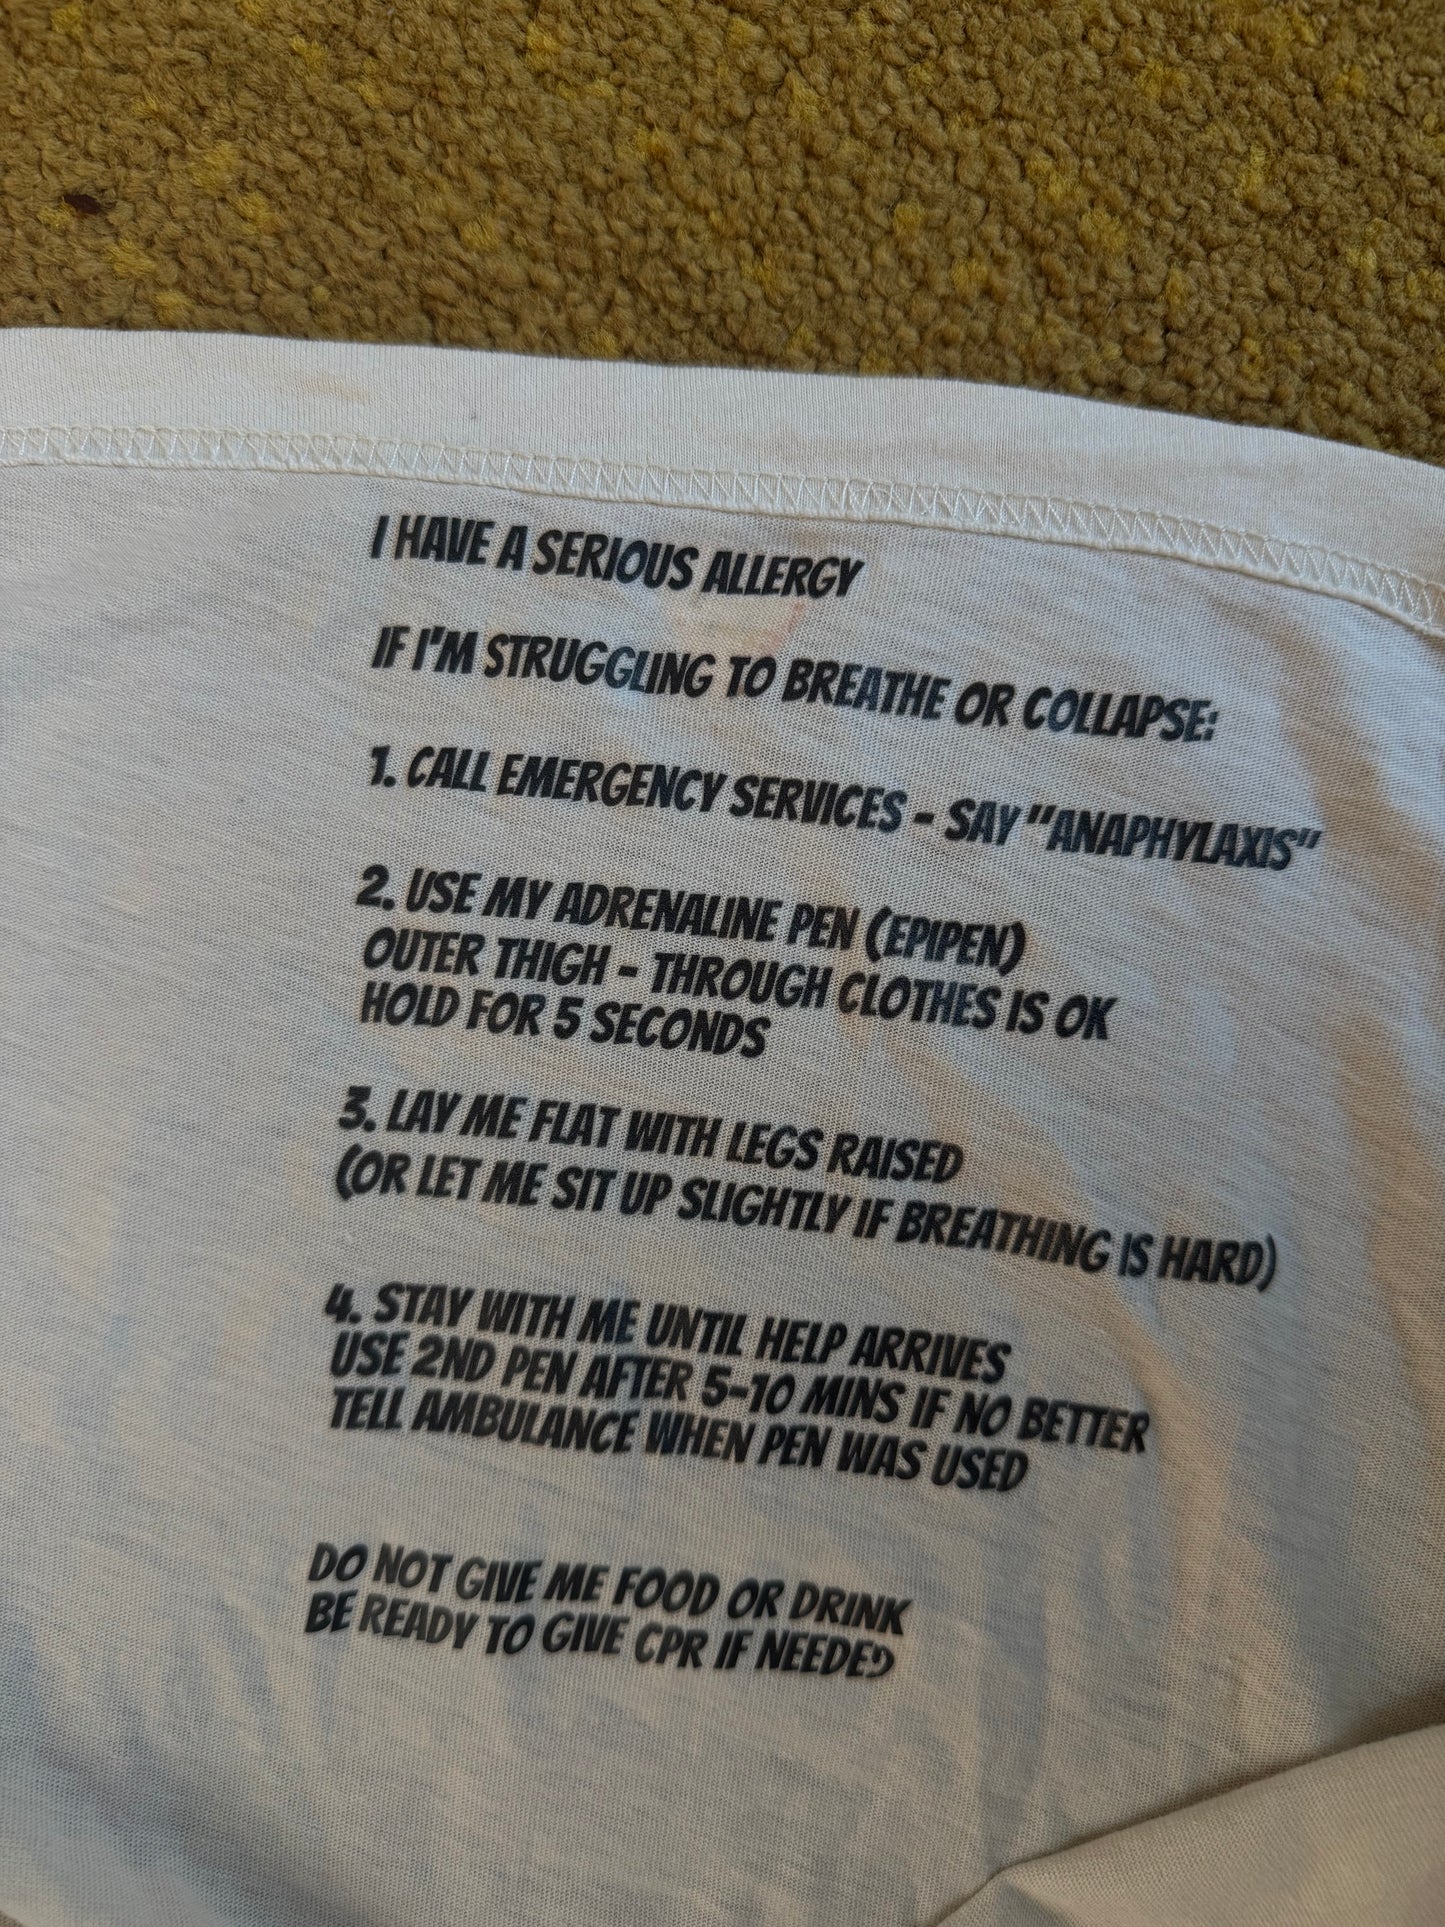 I HAVE A SERIOUS ALLERGY
IF I'M STRUGGLING TO BREATHE OR COLLAPSE:
1. CALL EMERGENCY SERVICES - SAY "ANAPHYLAXIS"
2. USE MY ADRENALINE PEN (EPIPEN)
OUTER THIGH - THROUGH CLOTHES IS OK
HOLD FOR 5 SECONDS
3. LAY ME FLAT WITH LEGS RAISED
(OR LET ME SIT UP SLIGHTLY IF BREATHING IS HARD)
4. STAY WITH ME UNTIL HELP ARRIVES
USE 2ND PEN AFTER 5-10 MINS IF NO BETTER
TELL AMBULANCE WHEN PEN WAS USED
DO NOT GIVE ME FOOD OR DRINK
BE READY TO GIVE CPR IF NEEDED